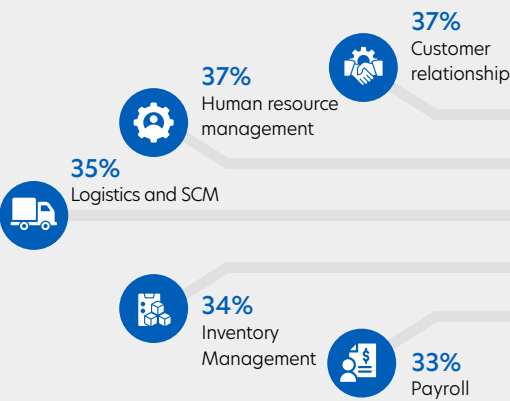 37%
Customer
relationship
37%
Human resource
management
35%
Logistics and SCM
34%
Inventory
Management
33%
Payroll